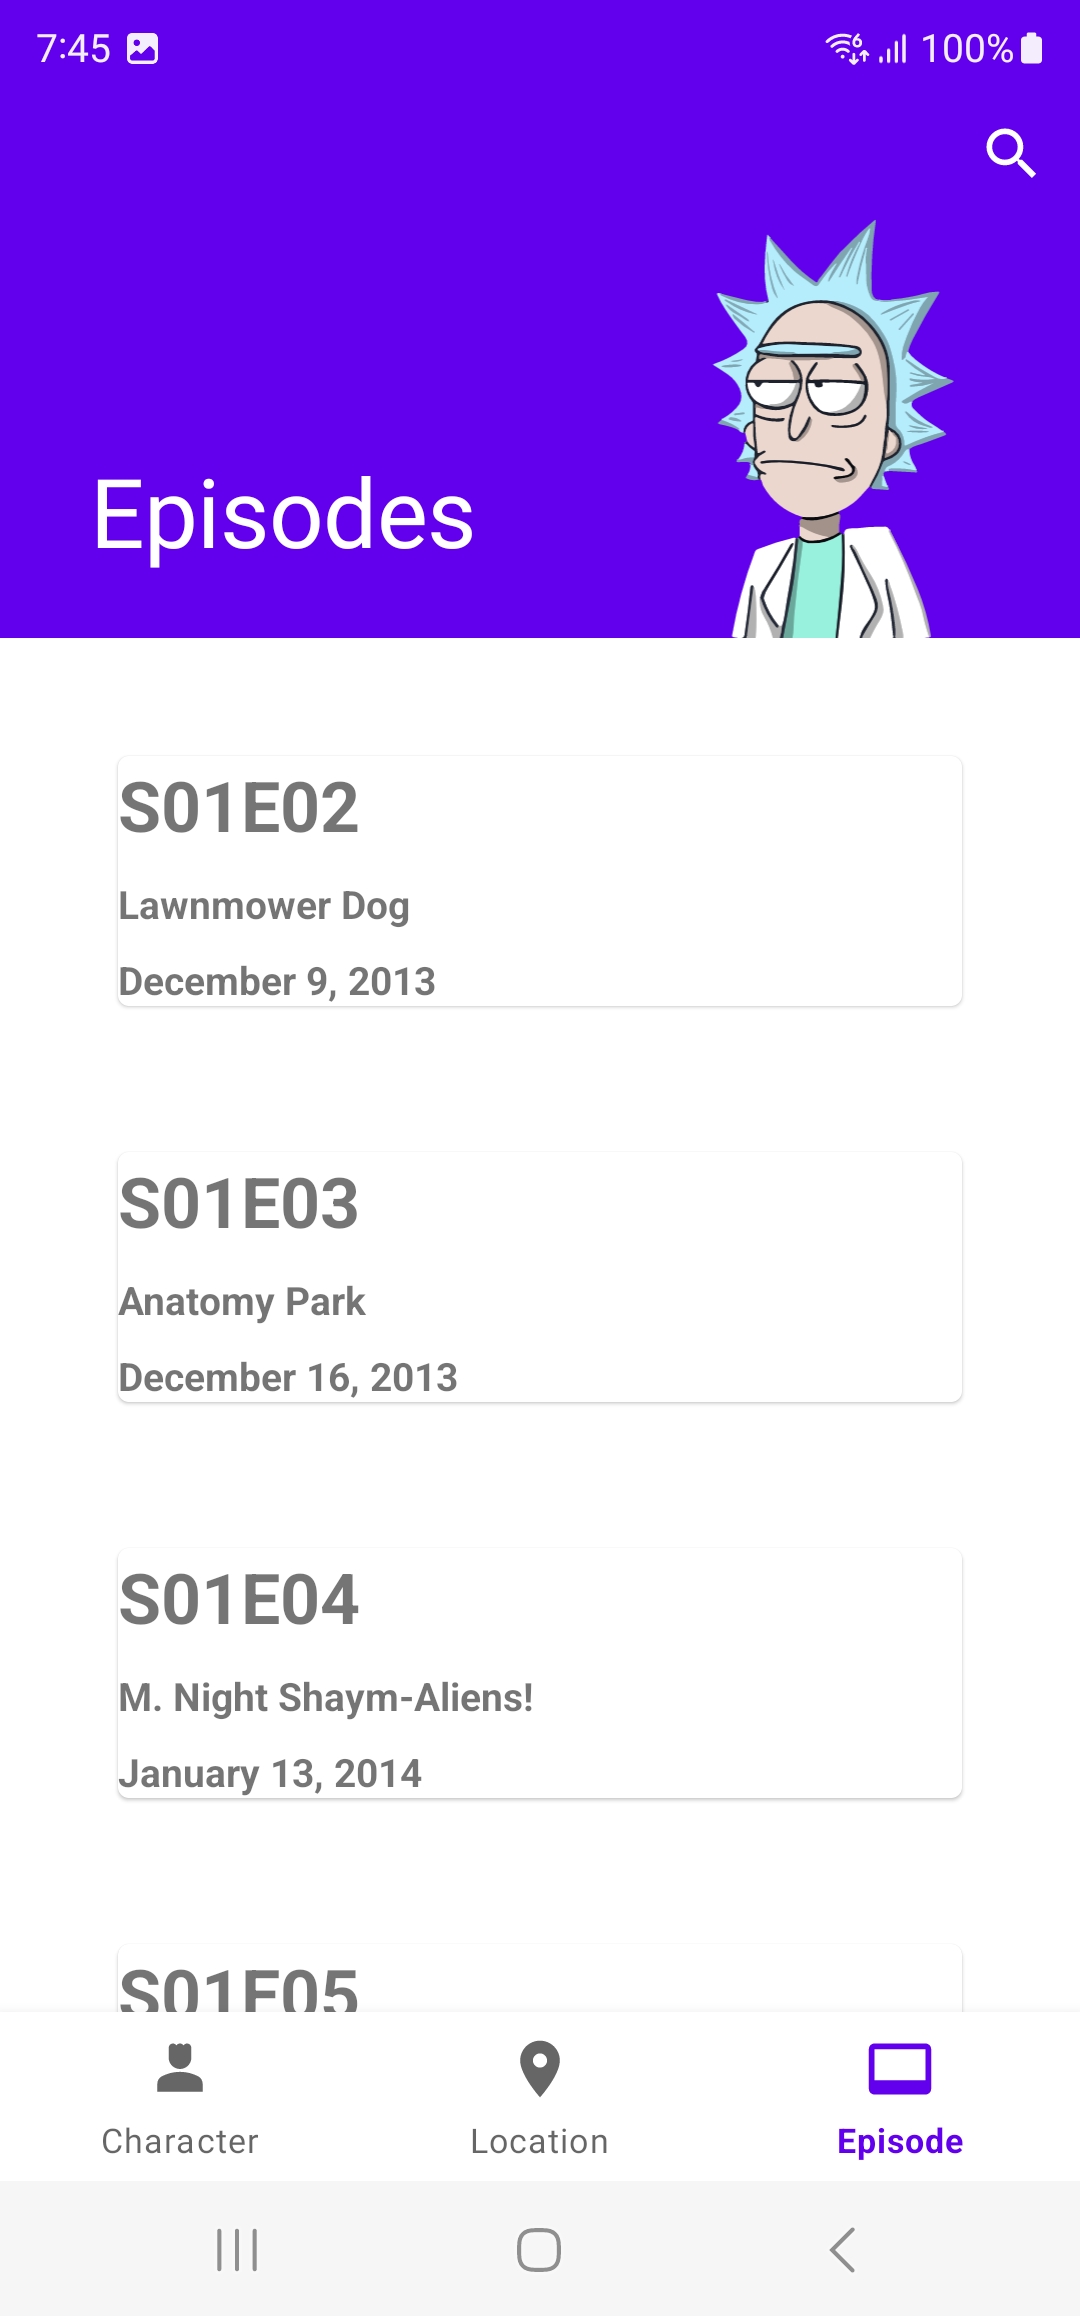 7:45
100%
Episodes
S01E02
Lawnmower Dog
December 9, 2013
S01E03
Anatomy Park
December 16, 2013
S01E04
M. Night Shaym-Aliens!
January 13, 2014
S01E05
Character
Location
Episode